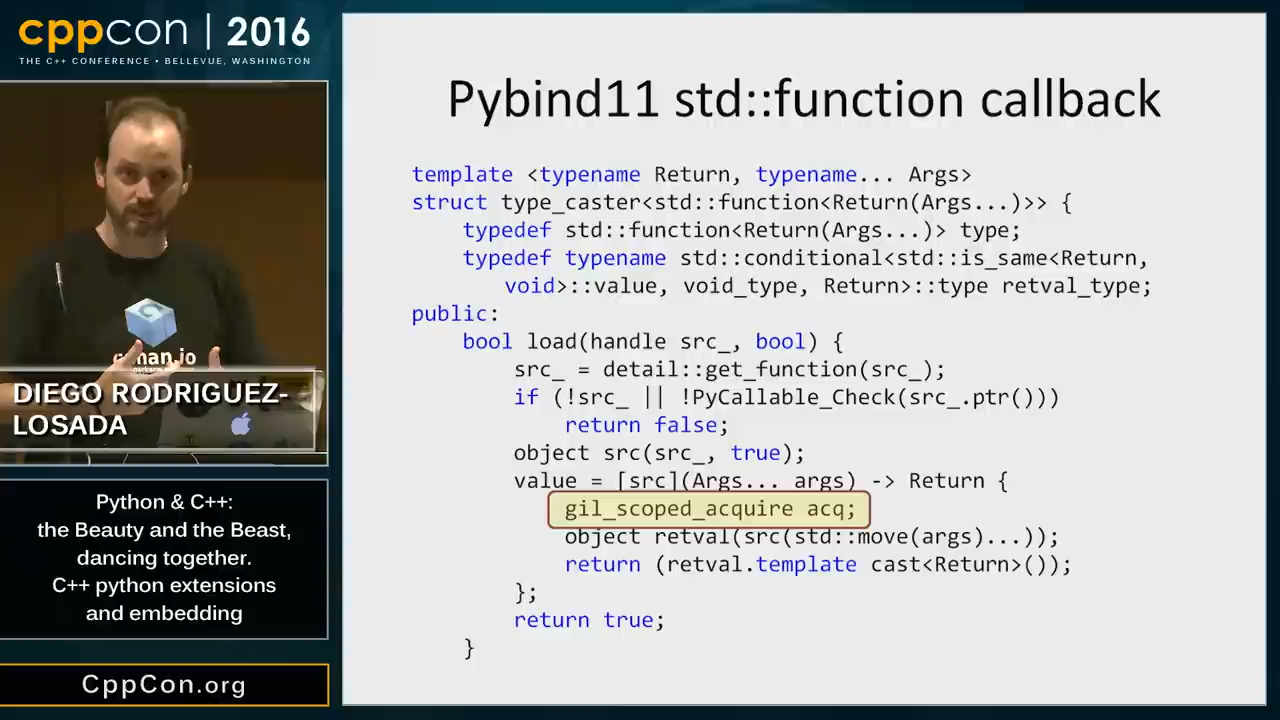 cppcon | 2016
THE C++ CONFERENCE • BELLEVUE, WASHINGTON
DIEGO RODRIGUEZ-
LOSADA
Python & C++:
the Beauty and the Beast,
dancing together.
C++ python extensions
and embedding
CppCon.org
Pybind11 std::function callback
template <typename Return, typename... Args>
struct type_caster<std::function<Return(Args...)>> {
typedef std::function<Return(Args...)> type;
typedef typename std::conditional<std::is_same<Return,
void>::value, void_type, Return>::type retval_type;
public:
bool load(handle src_, bool) {
src_ = detail::get_function(src_);
if (!src_ || !PyCallable_Check(src_.ptr()))
return false;
object src(src_, true);
value = [src](Args... args) -> Return {
gil_scoped_acquire acq;
object retval(src(std::move(args)...));
return (retval.template cast<Return>());
};
return true;
}